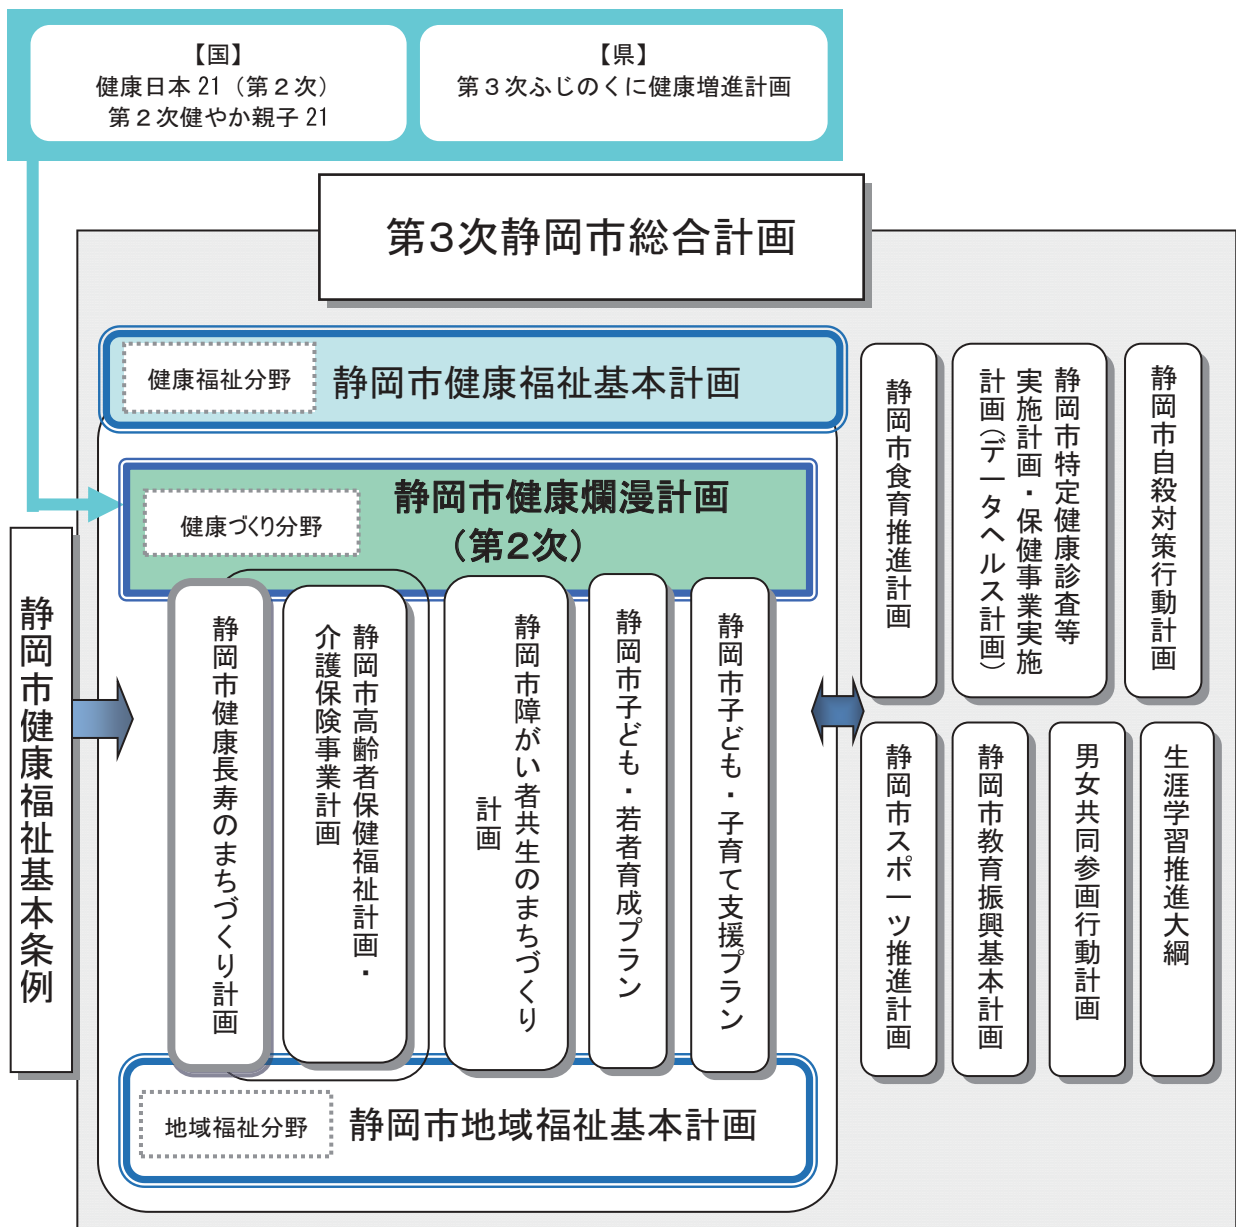 【国】
健康日本 21（第２次）
第２次健やか親子 21
【県】
第３次ふじのくに健康増進計画
第３次静岡市総合計画
健康福祉分野
静岡市健康福祉基本計画
健康づくり分野
静岡市健康爛漫計画
（第２次）
静岡市健康福祉基本条例
静岡市健康長寿のまちづくり計画
静岡市高齢者保健福祉計画・
介護保険事業計画
静岡市障がい者共生のまちづくり
計画
静岡市子ども・若者育成プラン
静岡市子ども・子育て支援プラン
地域福祉分野
静岡市地域福祉基本計画
静岡市食育推進計画
静岡市特定健康診査等
実施計画・保健事業実施
計画（データヘルス計画）
静岡市自殺対策行動計画
静岡市スポーツ推進計画
静岡市教育振興基本計画
男女共同参画行動計画
生涯学習推進大綱